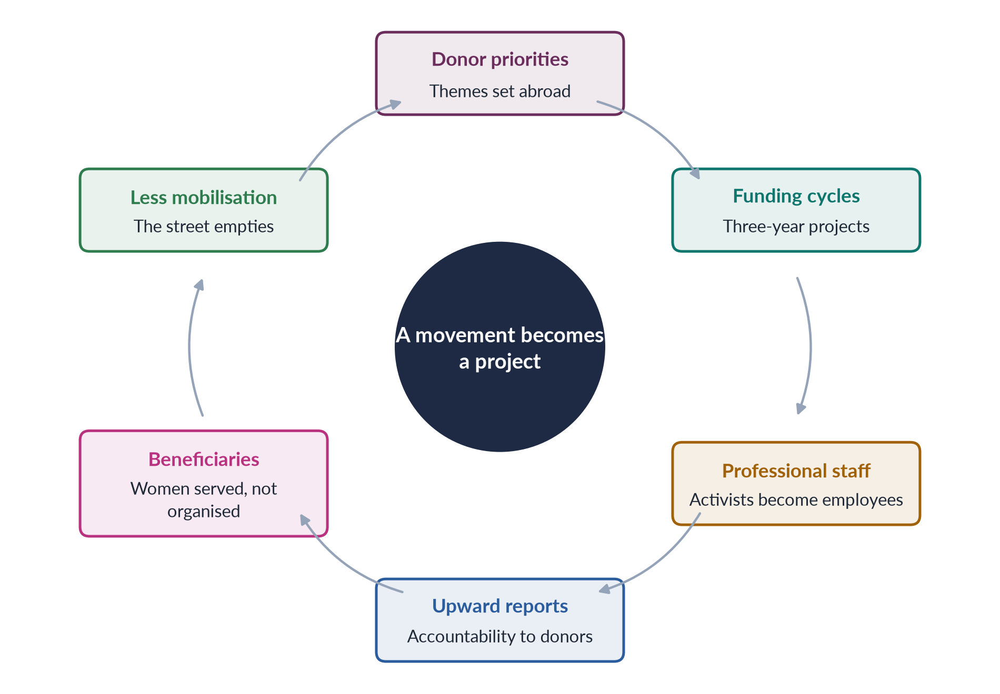 Donor priorities
Themes set abroad
Funding cycles
Three-year projects
Professional staff
Activists become employees
Upward reports
Accountability to donors
Beneficiaries
Women served, not
organised
Less mobilisation
The street empties
A movement becomes
a project